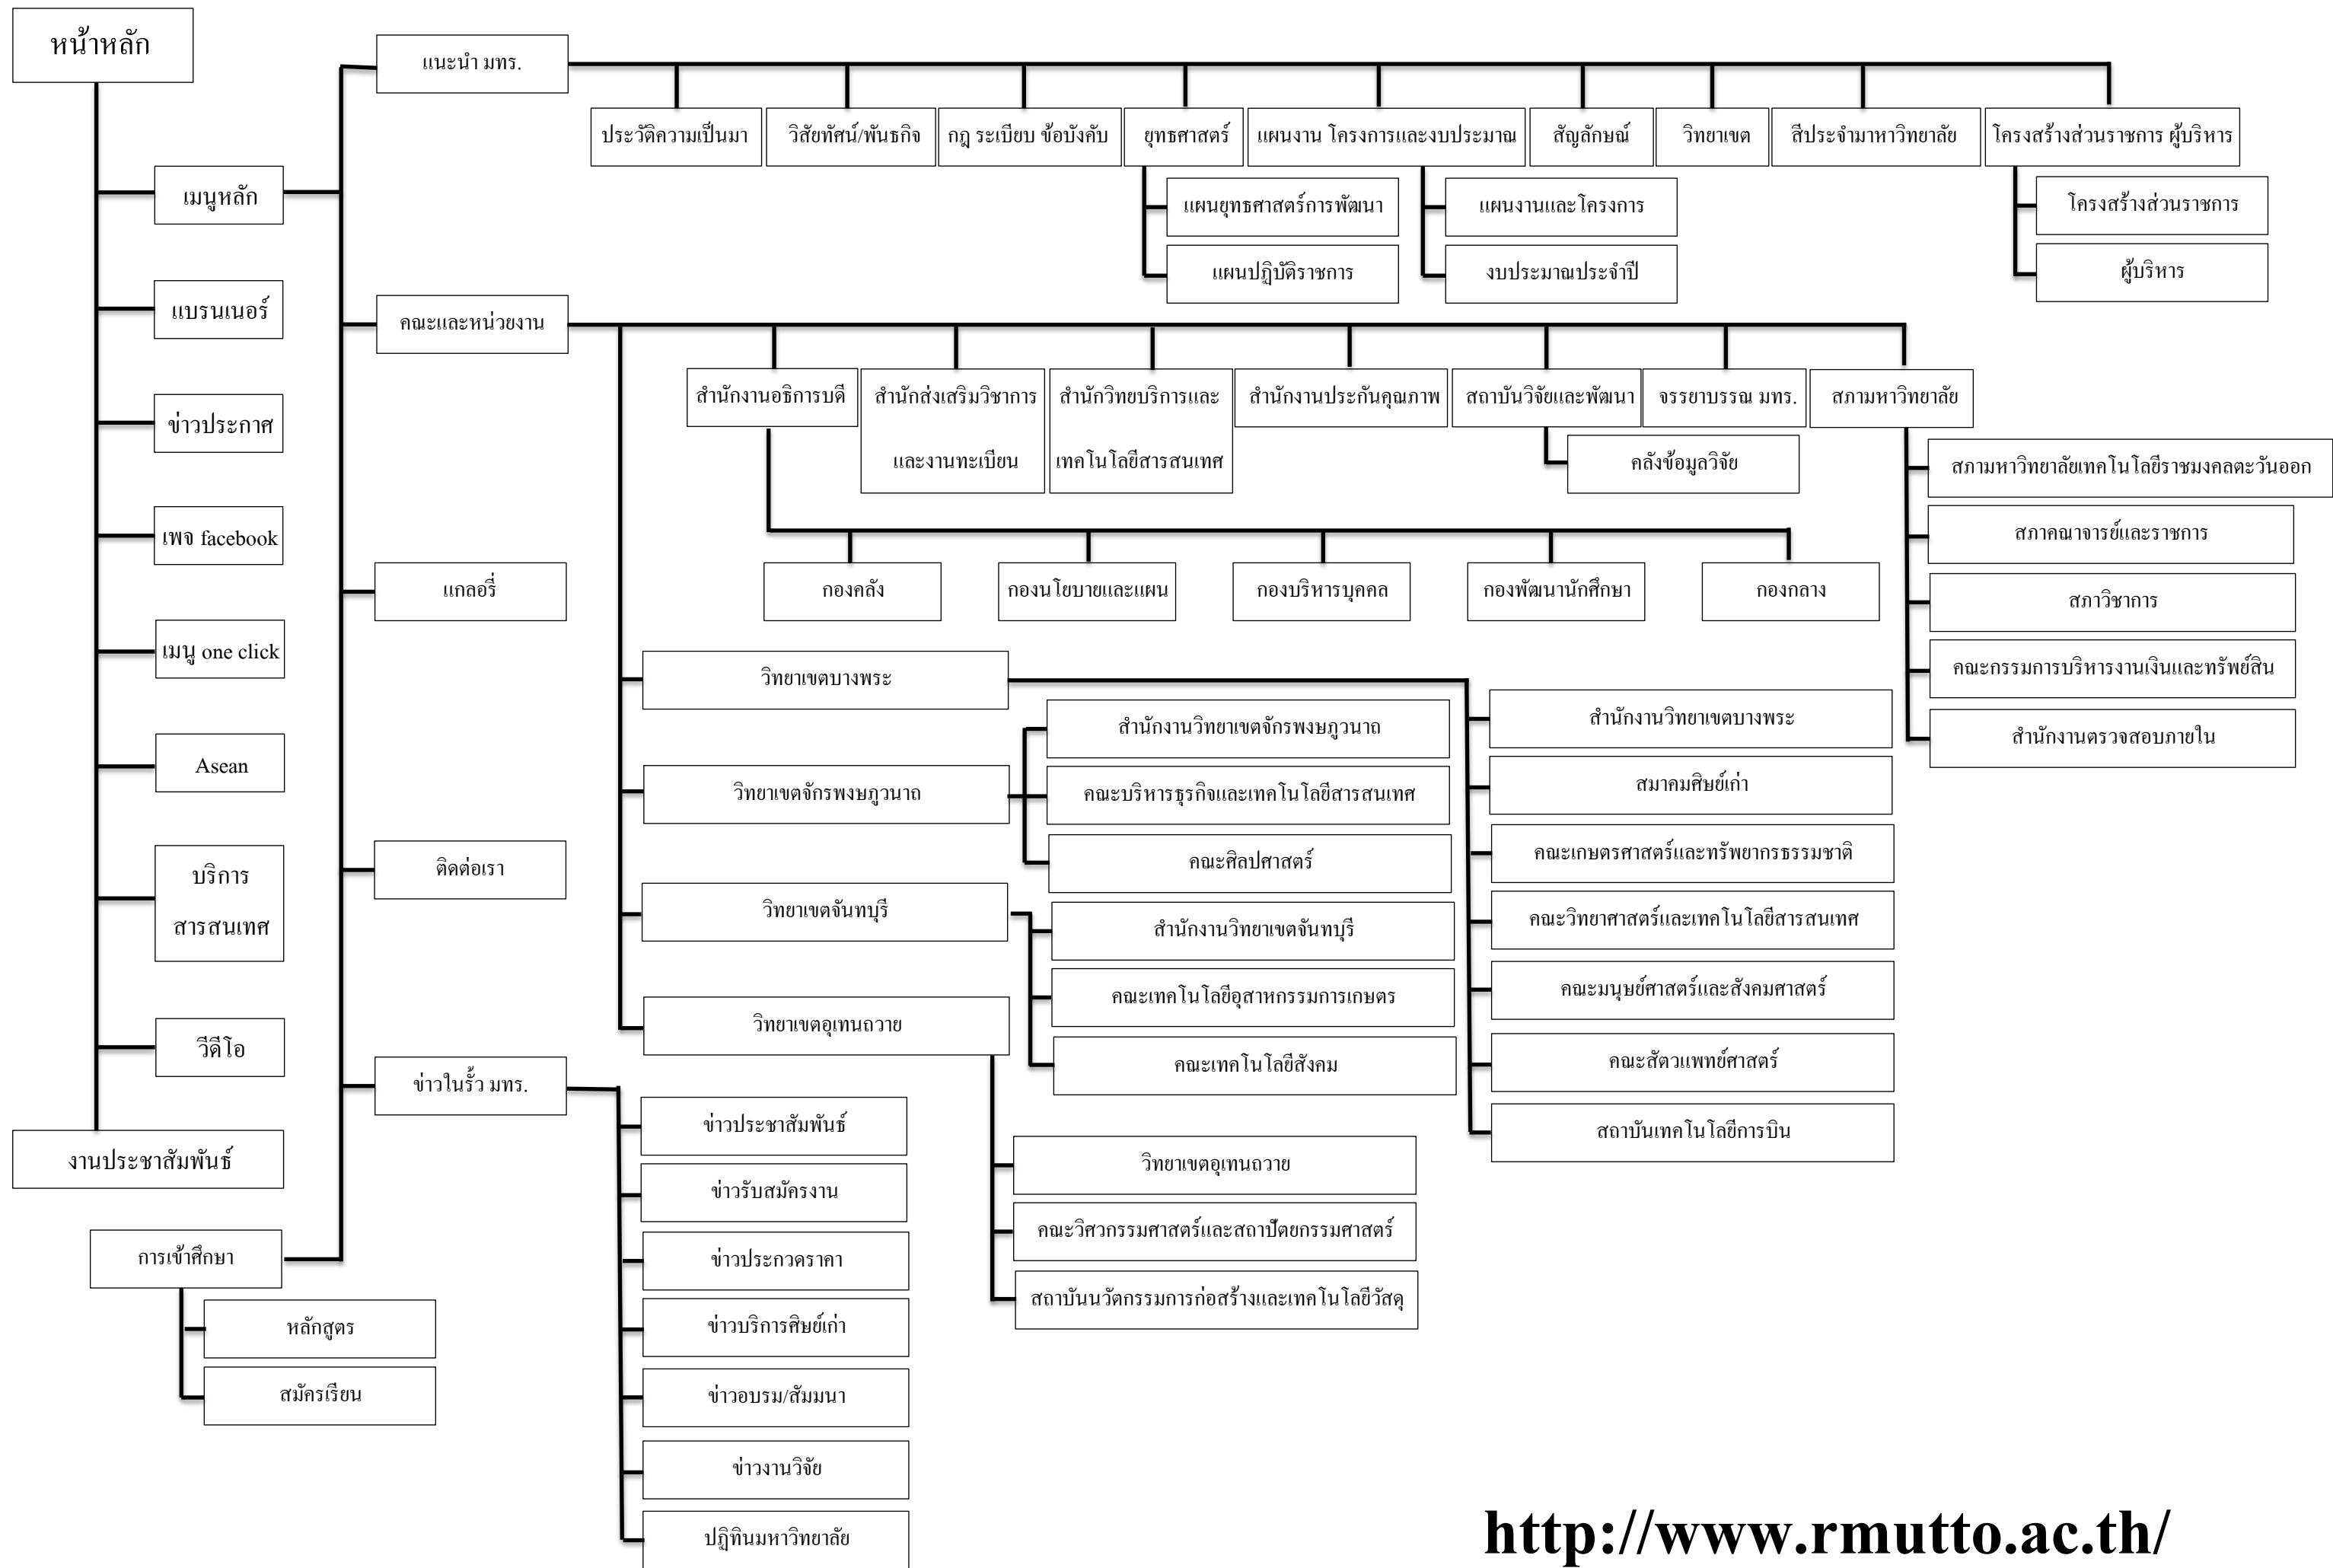 หน้าหลัก
แนะนำ มทร.
ประวัติความเป็นมา
วิสัยทัศน์/พันธกิจ
กฎ ระเบียบ ข้อบังคับ
ยุทธศาสตร์
แผนงาน โครงการและงบประมาณ
สัญลักษณ์
วิทยาเขต
สีประจำมาหาวิทยาลัย
โครงสร้างส่วนราชการ ผู้บริหาร
แผนยุทธศาสตร์การพัฒนา
แผนปฏิบัติราชการ
แผนงานและโครงการ
งบประมาณประจำปี
โครงสร้างส่วนราชการ
ผู้บริหาร
เมนูหลัก
แบรนเนอร์
ข่าวประกาศ
เพจ facebook
เมนู one click
Asean
บริการ
สารสนเทศ
วีดีโอ
งานประชาสัมพันธ์
คณะและหน่วยงาน
สำนักงานอธิการบดี
สำนักส่งเสริมวิชาการ
และงานทะเบียน
สำนักวิทยบริการและ
เทคโนโลยีสารสนเทศ
สำนักงานประกันคุณภาพ
สถาบันวิจัยและพัฒนา
จรรยาบรรณ มทร.
สภามหาวิทยาลัย
คลังข้อมูลวิจัย
สภามหาวิทยาลัยเทคโนโลยีราชมงคลตะวันออก
สภาคณาจารย์และราชการ
สภาวิชาการ
คณะกรรมการบริหารงานเงินและทรัพย์สิน
สำนักงานตรวจสอบภายใน
กองคลัง
กองนโยบายและแผน
กองบริหารบุคคล
กองพัฒนานักศึกษา
กองกลาง
แกลอรี่
วิทยาเขตบางพระ
สำนักงานวิทยาเขตบางพระ
สมาคมศิษย์เก่า
คณะเกษตรศาสตร์และทรัพยากรธรรมชาติ
คณะวิทยาศาสตร์และเทคโนโลยีสารสนเทศ
คณะมนุษย์ศาสตร์และสังคมศาสตร์
คณะสัตวแพทย์ศาสตร์
สถาบันเทคโนโลยีการบิน
วิทยาเขตจักรพงษภูวนาถ
สำนักงานวิทยาเขตจักรพงษภูวนาถ
คณะบริหารธุรกิจและเทคโนโลยีสารสนเทศ
คณะศิลปศาสตร์
วิทยาเขตจันทบุรี
สำนักงานวิทยาเขตจันทบุรี
คณะเทคโนโลยีอุสาหกรรมการเกษตร
คณะเทคโนโลยีสังคม
วิทยาเขตอุเทนถวาย
วิทยาเขตอุเทนถวาย
คณะวิศวกรรมศาสตร์และสถาปัตยกรรมศาสตร์
สถาบันนวัตกรรมการก่อสร้างและเทคโนโลยีวัสดุ
ติดต่อเรา
ข่าวในรั้ว มทร.
ข่าวประชาสัมพันธ์
ข่าวรับสมัครงาน
ข่าวประกวดราคา
ข่าวบริการศิษย์เก่า
ข่าวอบรม/สัมมนา
ข่าวงานวิจัย
ปฏิทินมหาวิทยาลัย
การเข้าศึกษา
หลักสูตร
สมัครเรียน
http://www.rmutto.ac.th/